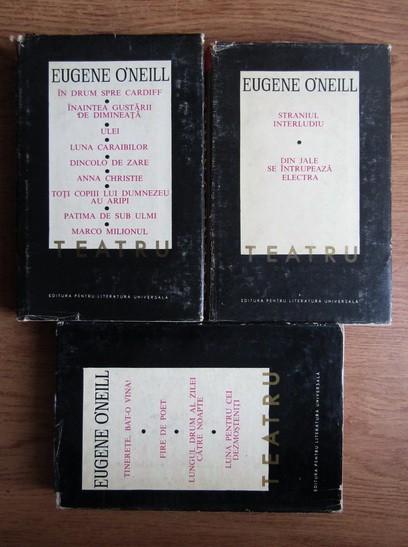 EUGENE O'NEILL
ÎN DRUM SPRE CARDIFF
ÎNAINTEA GUSTĂRII
DE DIMINEAȚĂ
ULEI
LUNA CARAIBILOR
DINCOLO DE ZARE
ANNA CHRISTIE
TOȚI COPIII LUI DUMNEZEU
AU ARIPI
PATIMA DE SUB ULMI
MARCO MILIONUL
TEATRU
EDITURA PENTRU LITERATURA UNIVERSALĂ
EUGENE O'NEILL
STRANIUL
INTERLUDIU
DIN JALE
SE ÎNTRUPEAZĂ
ELECTRA
TEATRU
EDITURA PENTRU LITERATURA UNIVERSALĂ
EUGENE O'NEILL
TINEREȚE, BAT-O VINA!
FIRE DE POET
LUNGUL DRUM AL ZILEI
CĂTRE NOAPTE
LUNA PENTRU CEI
DEZMOȘTENIȚI
TEATRU
EDITURA PENTRU LITERATURA UNIVERSALĂ